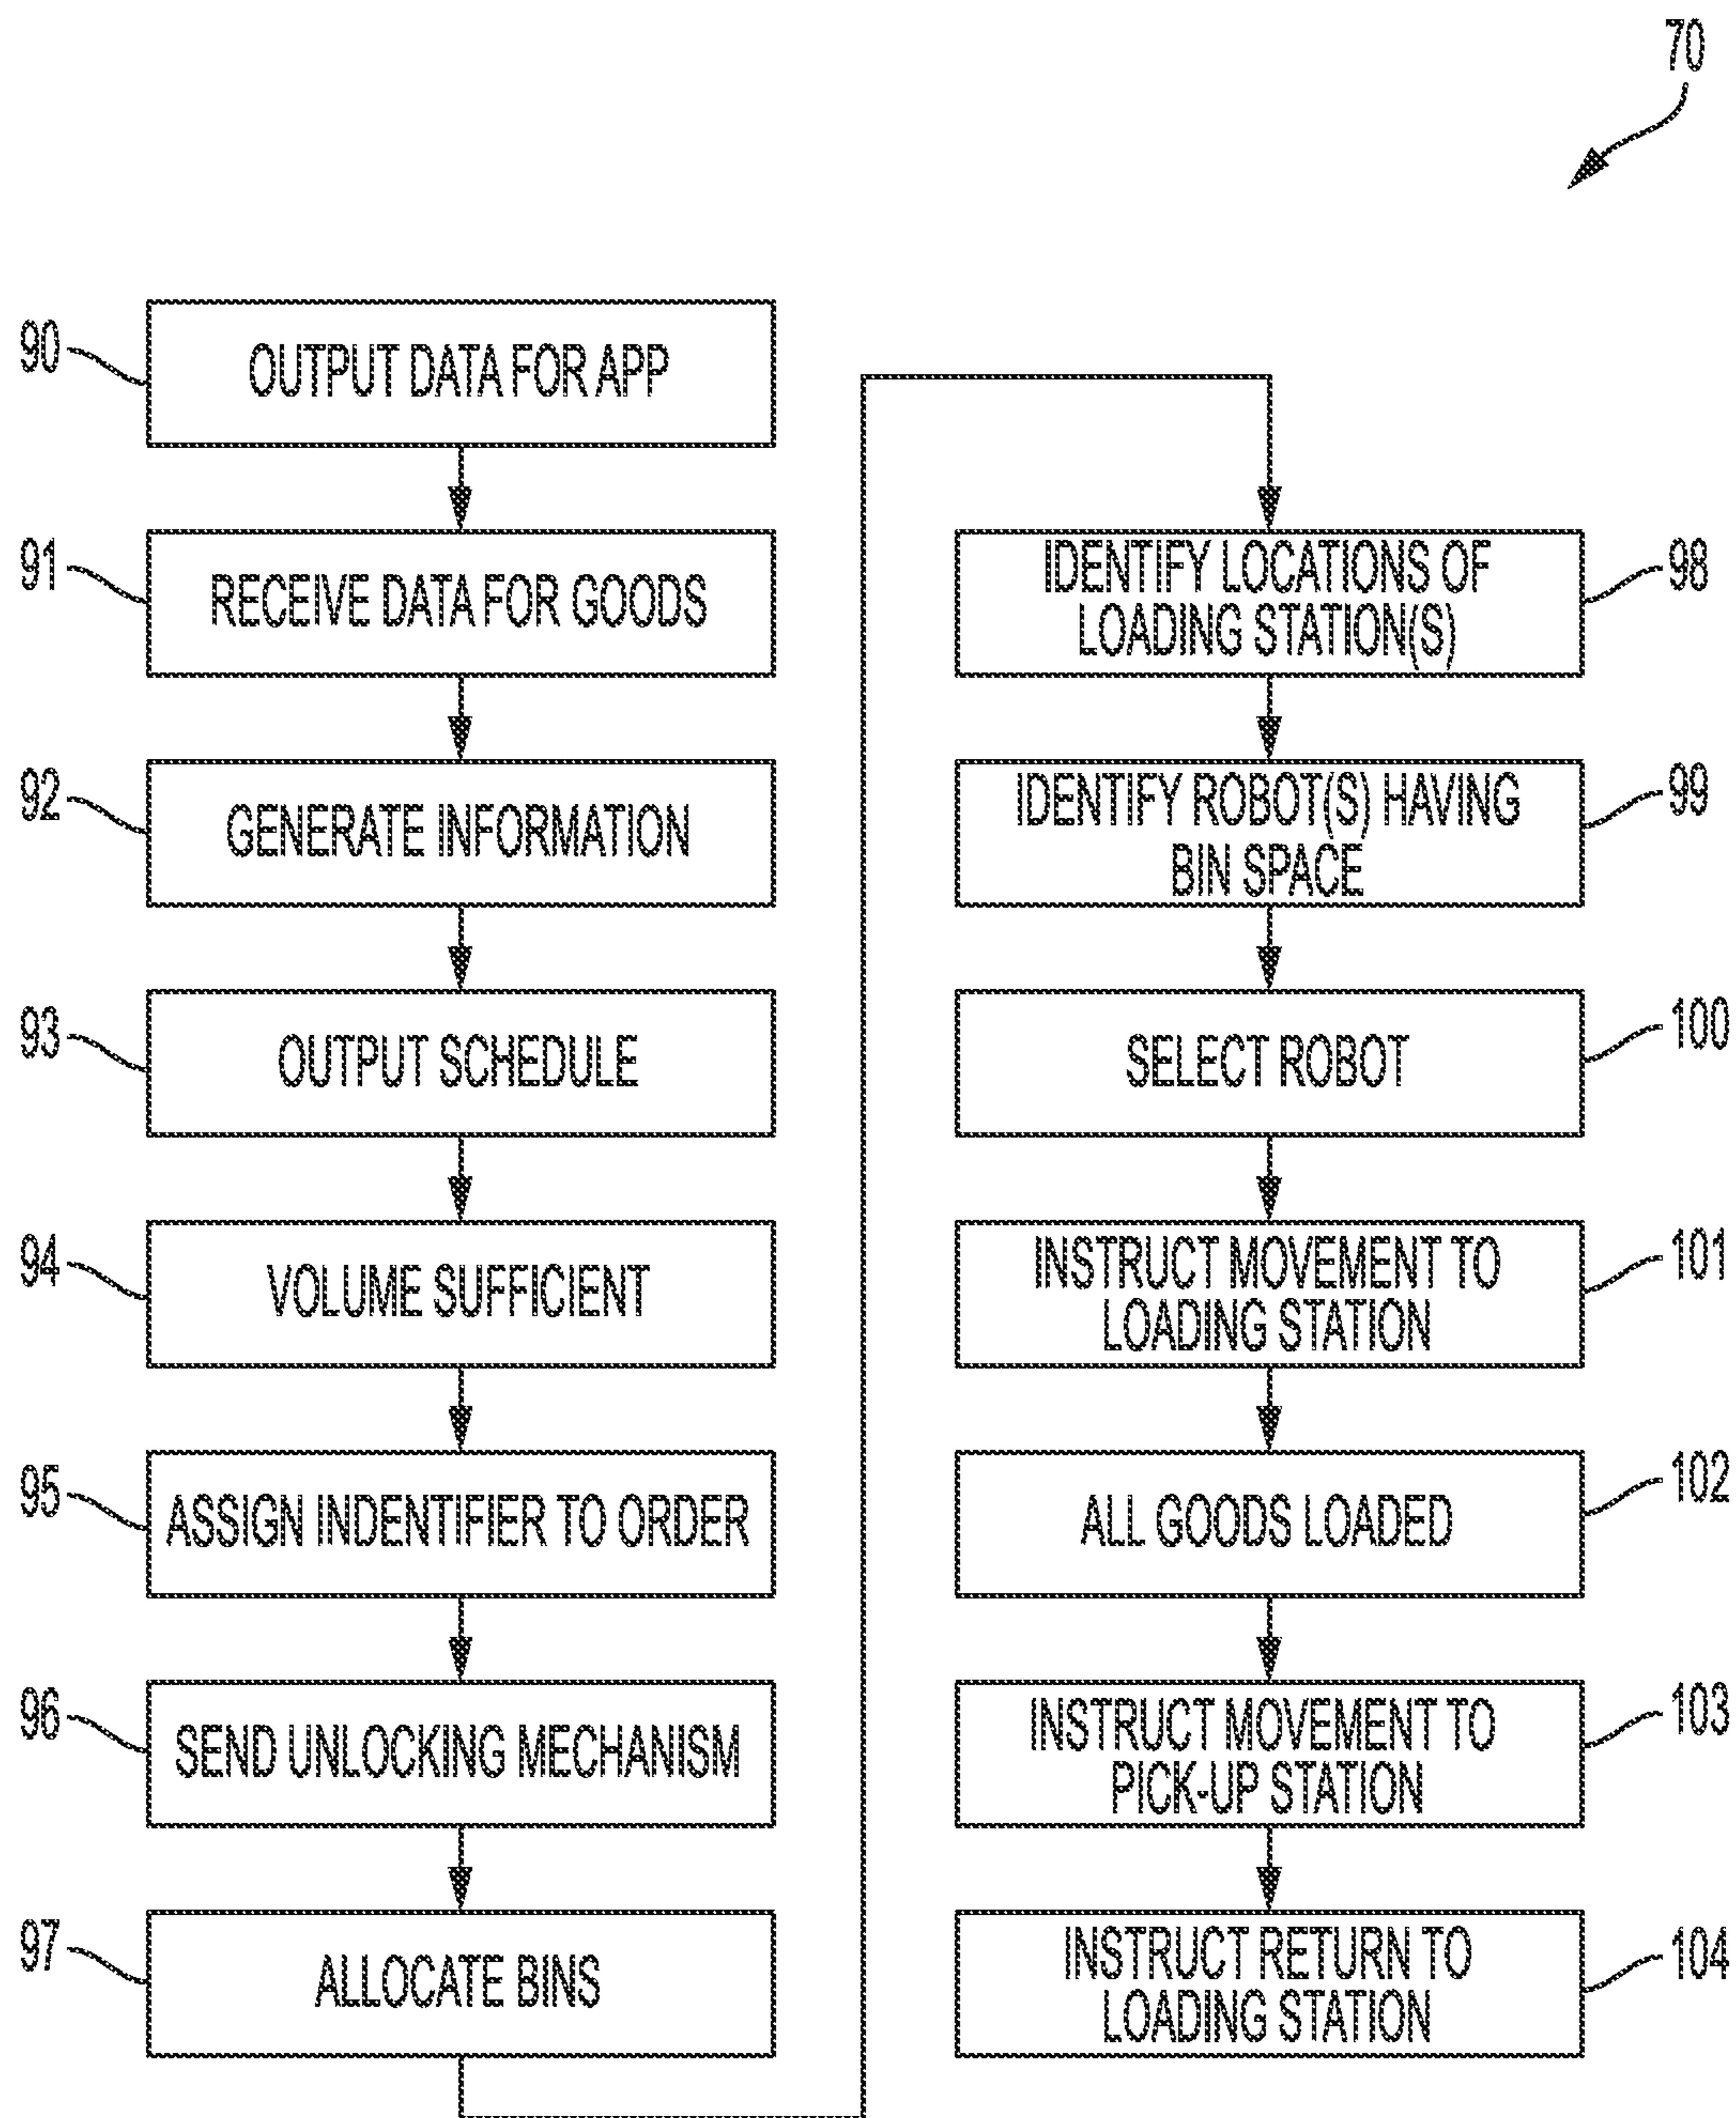 70
90
OUTPUT DATA FOR APP
91
RECEIVE DATA FOR GOODS
92
GENERATE INFORMATION
93
OUTPUT SCHEDULE
94
VOLUME SUFFICIENT
95
ASSIGN INDENTIFIER TO ORDER
96
SEND UNLOCKING MECHANISM
97
ALLOCATE BINS
IDENTIFY LOCATIONS OF
LOADING STATION(S)
98
IDENTIFY ROBOT(S) HAVING
BIN SPACE
99
SELECT ROBOT
100
INSTRUCT MOVEMENT TO
LOADING STATION
101
ALL GOODS LOADED
102
INSTRUCT MOVEMENT TO
PICK-UP STATION
103
INSTRUCT RETURN TO
LOADING STATION
104